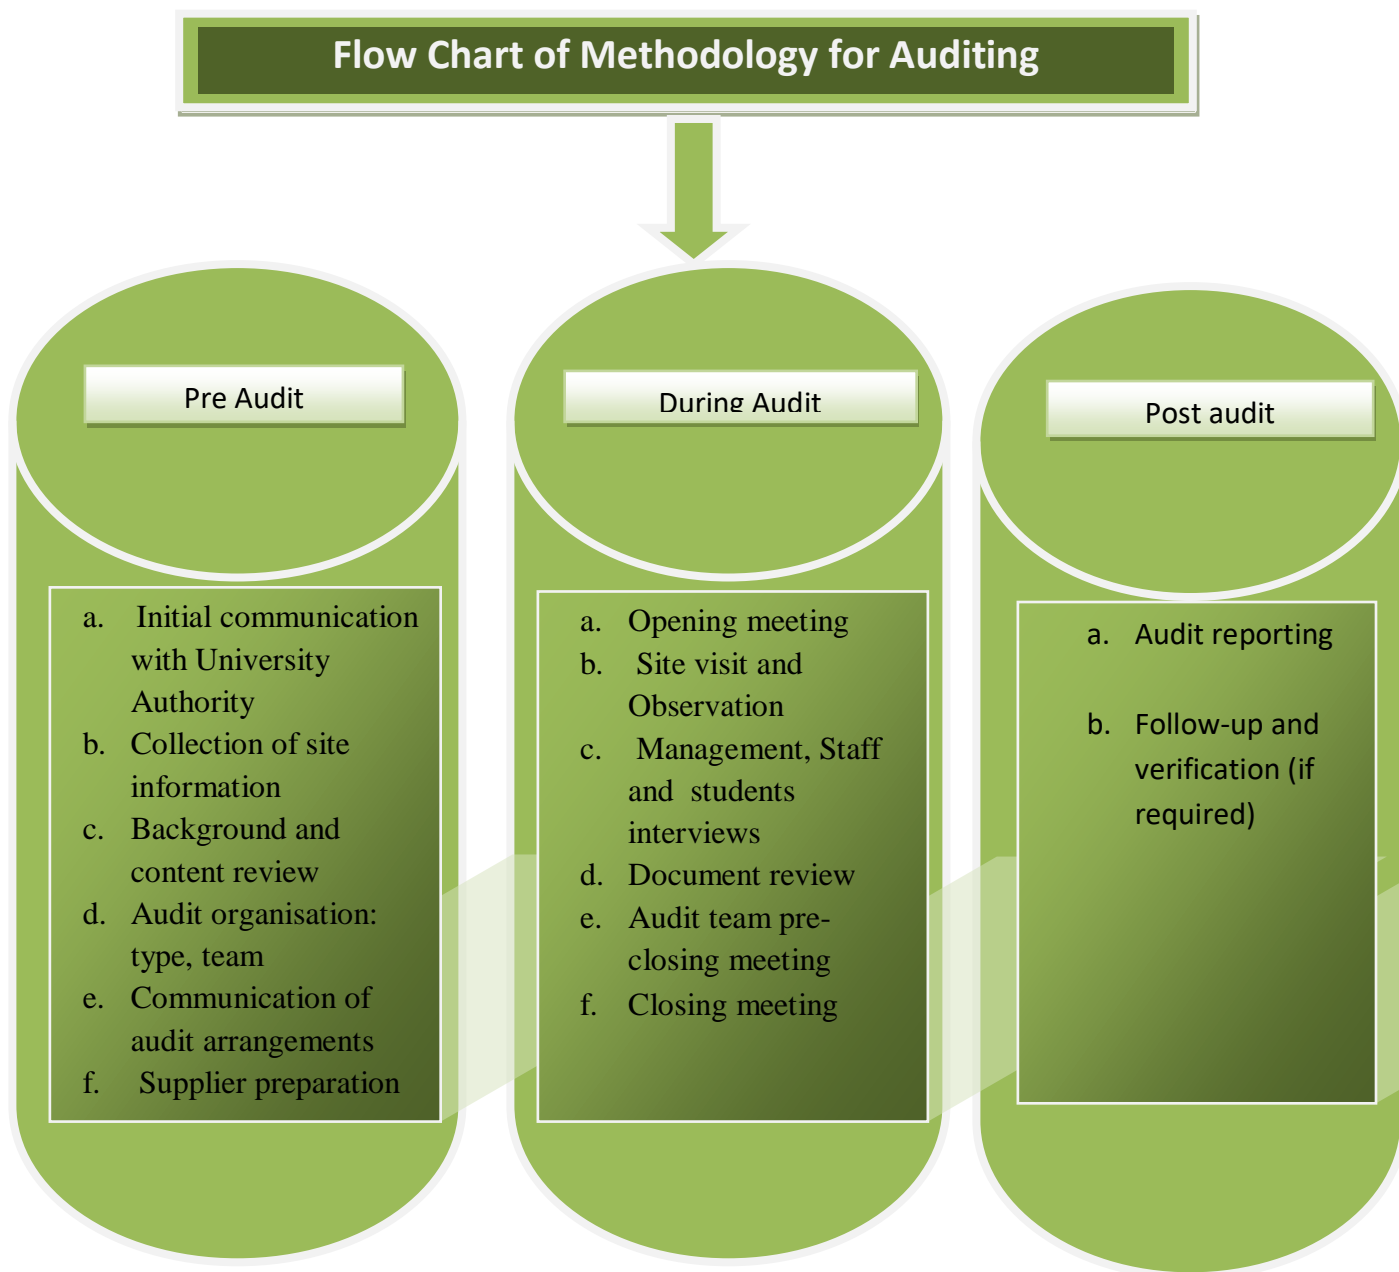 Flow Chart of Methodology for Auditing
Pre Audit
a. Initial communication
with University
Authority
b. Collection of site
information
c. Background and
content review
d. Audit organisation:
type, team
e. Communication of
audit arrangements
f. Supplier preparation
During Audit
a. Opening meeting
b. Site visit and
Observation
c. Management, Staff
and students
interviews
d. Document review
e. Audit team pre-
closing meeting
f. Closing meeting
Post audit
a. Audit reporting
b. Follow-up and
verification (if
required)